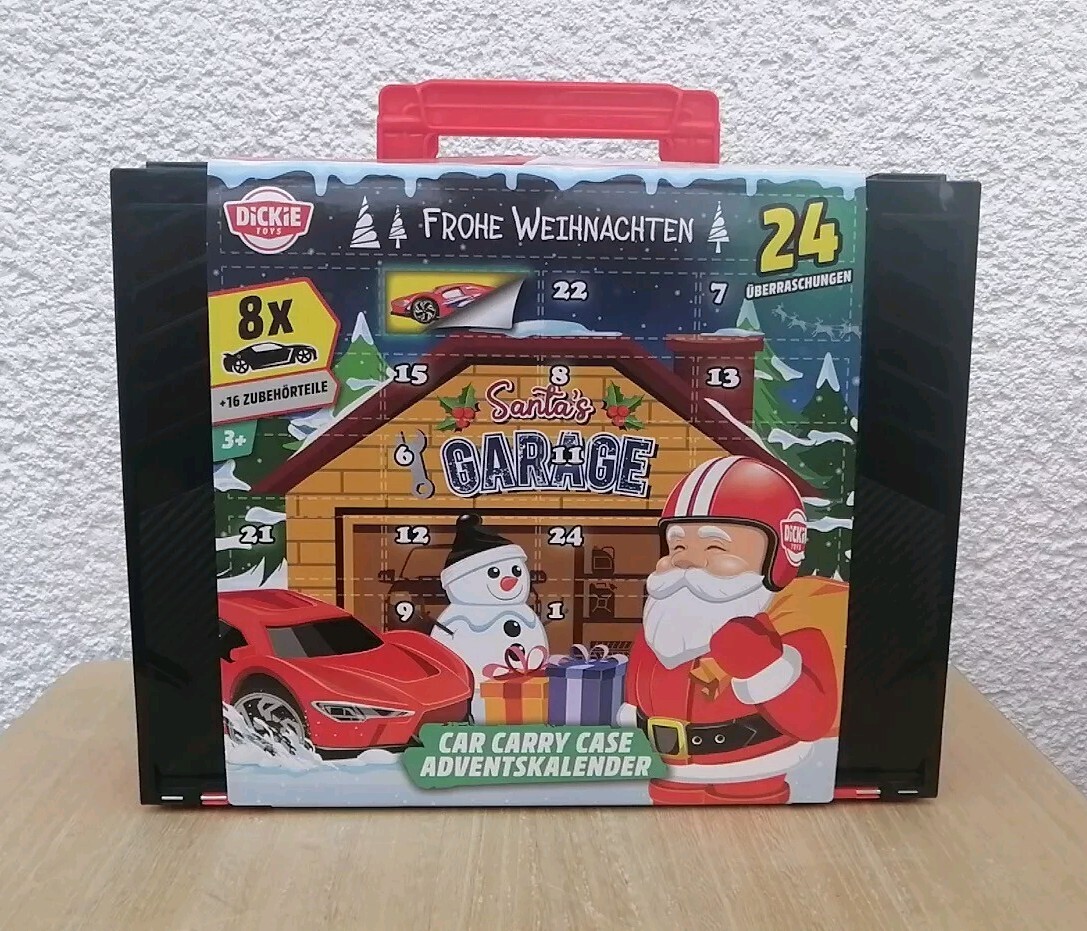 DiCKiE
TOYS
FROHE WEIHNACHTEN
24
ÜBERRASCHUNGEN
8X
+16 ZUBEHÖRTEILE
3+
22
7
15
8
13
Santa's
6
GARAGE
11
21
12
24
DiCKiE
TOYS
9
1
CAR CARRY CASE
ADVENTSKALENDER